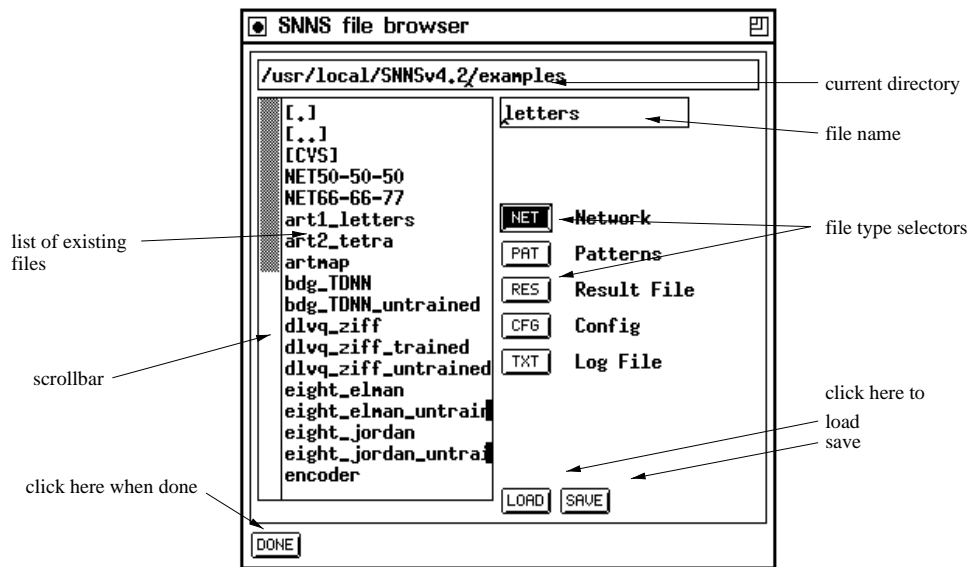 SNNS file browser
/usr/local/SNNSv4.2/examples
current directory
[.]
[..]
[CVS]
NET50-50-50
NET66-66-77
art1_letters
art2_tetra
artmap
bdg_TDNN
bdg_TDNN_untrained
dlvq_ziff
dlvq_ziff_trained
dlvq_ziff_untrained
eight_elman
eight_elman_untrain
eight_jordan
eight_jordan_untrai
encoder
letters
file name
NET Network
PAT Patterns
RES Result File
CFG Config
TXT Log File
file type selectors
list of existing
files
scrollbar
click here to
load
save
LOAD SAVE
click here when done
DONE